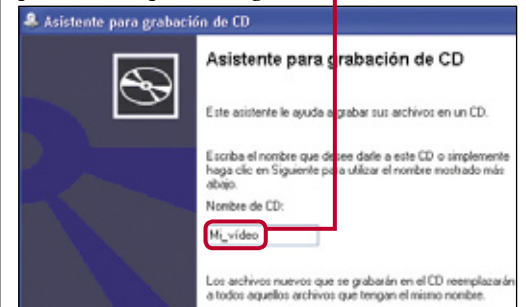 Asistente para grabación de CD
Asistente para grabación de CD
Este asistente le ayuda a grabar sus archivos en un CD.
Escriba el nombre que desee darle a este CD o simplemente
haga clic en Siguiente para utilizar el nombre mostrado más
abajo.
Nombre de CD:
Mi_vídeo
Los archivos nuevos que se grabarán en el CD reemplazarán
a todos aquellos archivos que tengan el mismo nombre.